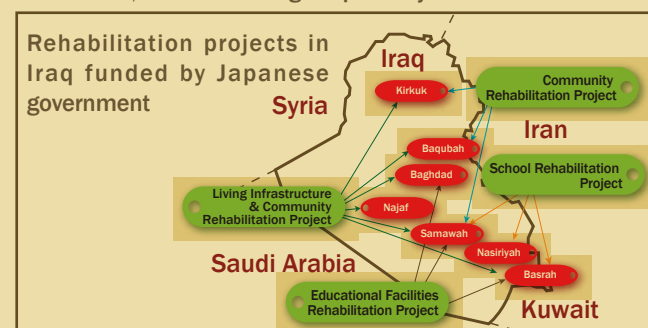 Rehabilitation projects in
Iraq funded by Japanese
government
Iraq
Syria
Kirkuk
Community
Rehabilitation Project
Iran
Baqubah
Baghdad
School Rehabilitation
Project
Living Infrastructure
& Community
Rehabilitation Project
Najaf
Samawah
Nasiriyah
Saudi Arabia
Basrah
Educational Facilities
Rehabilitation Project
Kuwait